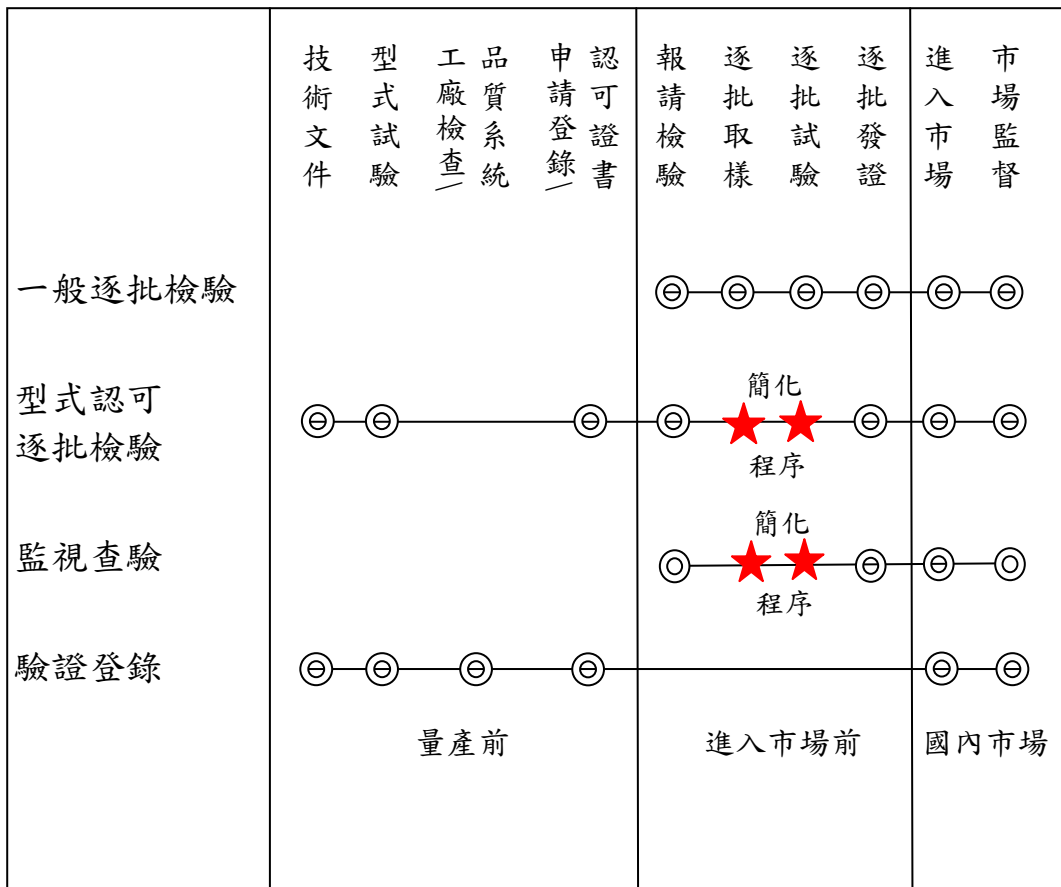 技術文件
型式試驗
工廠檢查/
品質系統
申請登錄/
認可證書
報請檢驗
逐批取樣
逐批試驗
逐批發證
進入市場
市場監督
一般逐批檢驗
型式認可
逐批檢驗
簡化
程序
監視查驗
簡化
程序
驗證登錄
量產前
進入市場前
國內市場